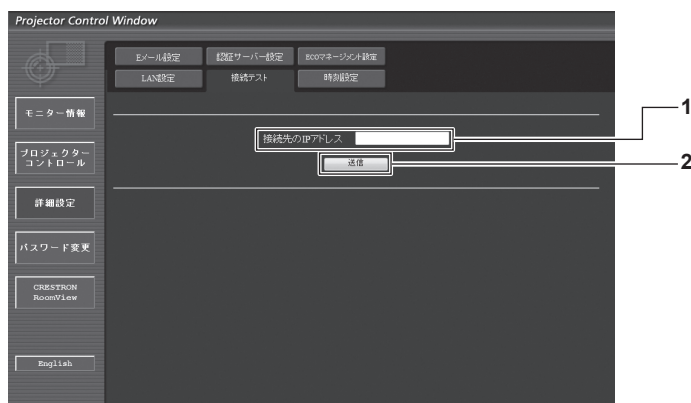 Projector Control Window
Eメール設定 認証サーバー設定 ECOマネージメント設定
LAN設定 接続テスト 時刻設定
モニター情報
プロジェクター
コントロール
詳細設定
パスワード変更
CRESTRON
RoomView
English
接続先のIPアドレス
送信
1
2